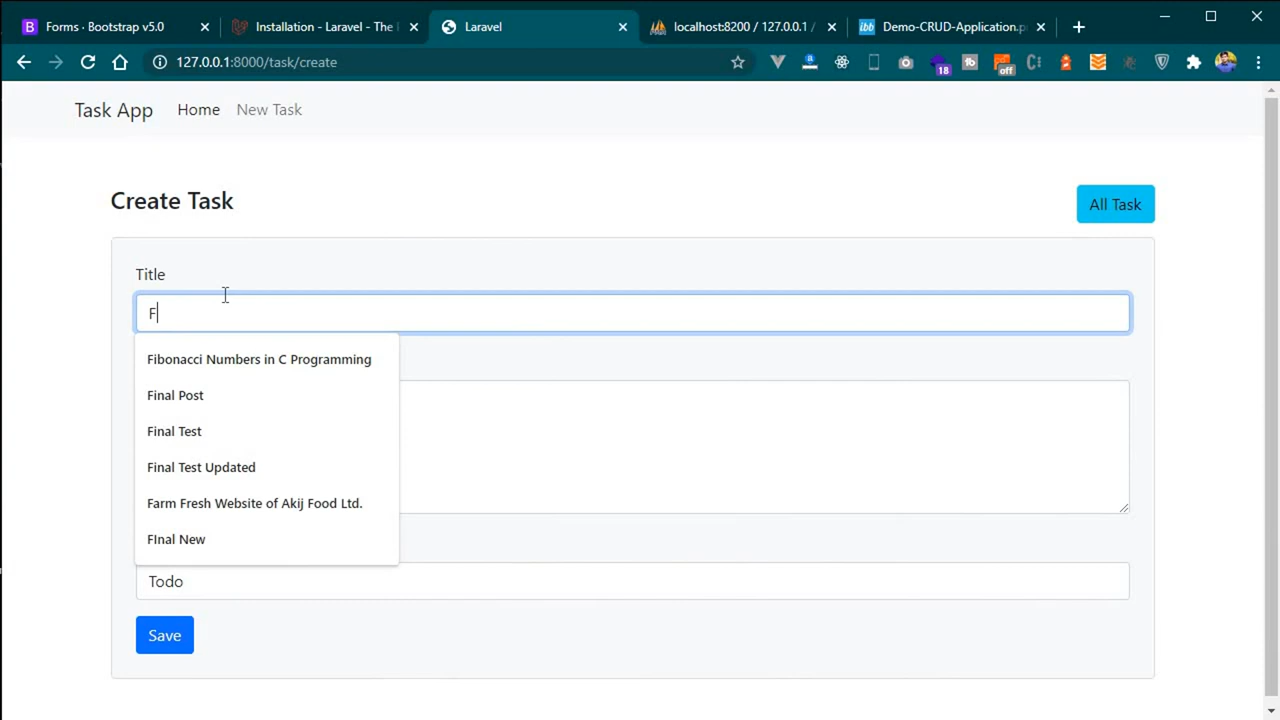 Forms · Bootstrap v5.0
Installation - Laravel - The
Laravel
localhost:8200 / 127.0.0.1 /
Demo-CRUD-Application.p
127.0.0.1:8000/task/create
18
off
Task App
Home
New Task
Create Task
All Task
Title
F
Fibonacci Numbers in C Programming
Final Post
Final Test
Final Test Updated
Farm Fresh Website of Akij Food Ltd.
FInal New
Todo
Save